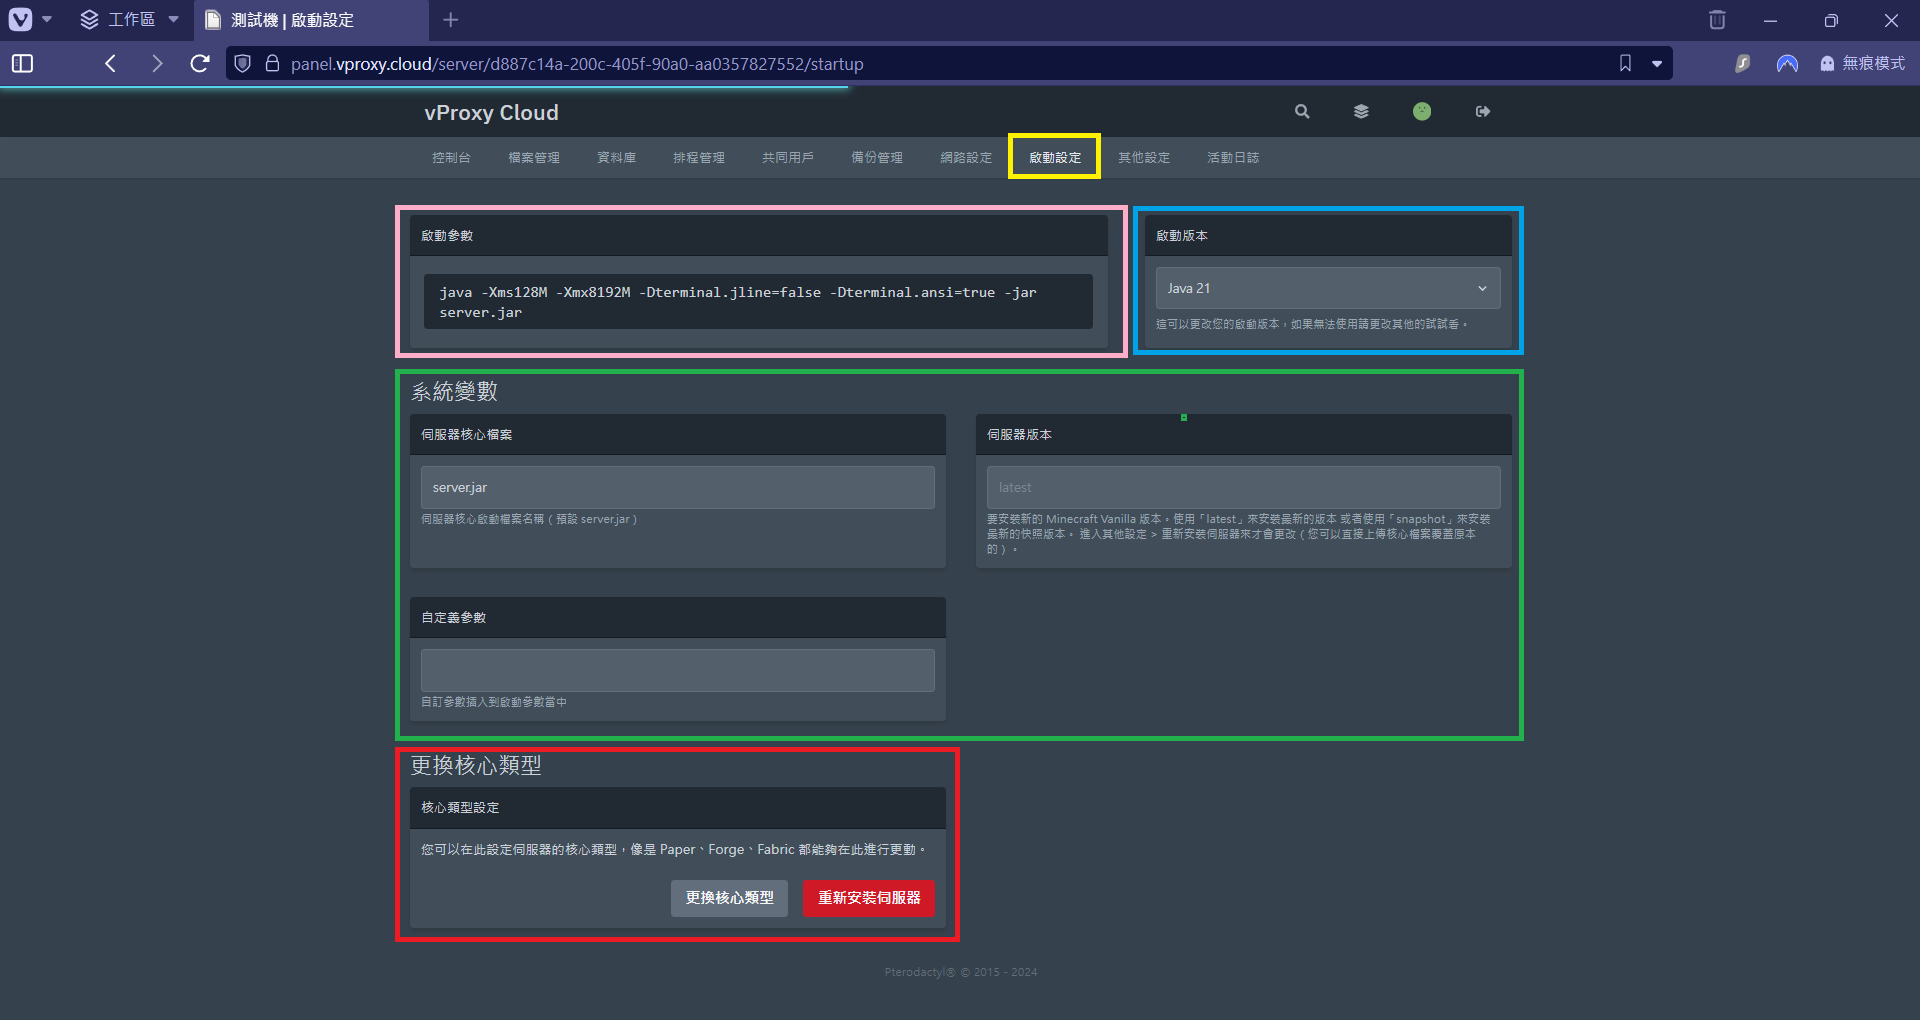 工作區
測試機 | 啟動設定
panel.vproxy.cloud/server/d887c14a-200c-405f-90a0-aa0357827552/startup
無痕模式
vProxy Cloud
控制台 檔案管理 資料庫 排程管理 共同用戶 備份管理 網路設定 啟動設定 其他設定 活動日誌
啟動參數
java -Xms128M -Xmx8192M -Dterminal.jline=false -Dterminal.ansi=true -jar
server.jar
啟動版本
Java 21
這可以更改您的啟動版本，如果無法使用請更改其他的試試看。
系統變數
伺服器核心檔案
server.jar
伺服器核心啟動檔案名稱（預設 server.jar）
伺服器版本
latest
要安裝新的 Minecraft Vanilla 版本。使用「latest」來安裝最新的版本 或者使用「snapshot」來安裝
最新的快照版本。 進入其他設定 > 重新安裝伺服器來才會更改（您可以直接上傳核心檔案覆蓋原本
的）。
自定義參數
自訂參數插入到啟動參數當中
更換核心類型
核心類型設定
您可以在此設定伺服器的核心類型，像是 Paper、Forge、Fabric 都能夠在此進行更動。
更換核心類型
重新安裝伺服器
Pterodactyl® © 2015 - 2024